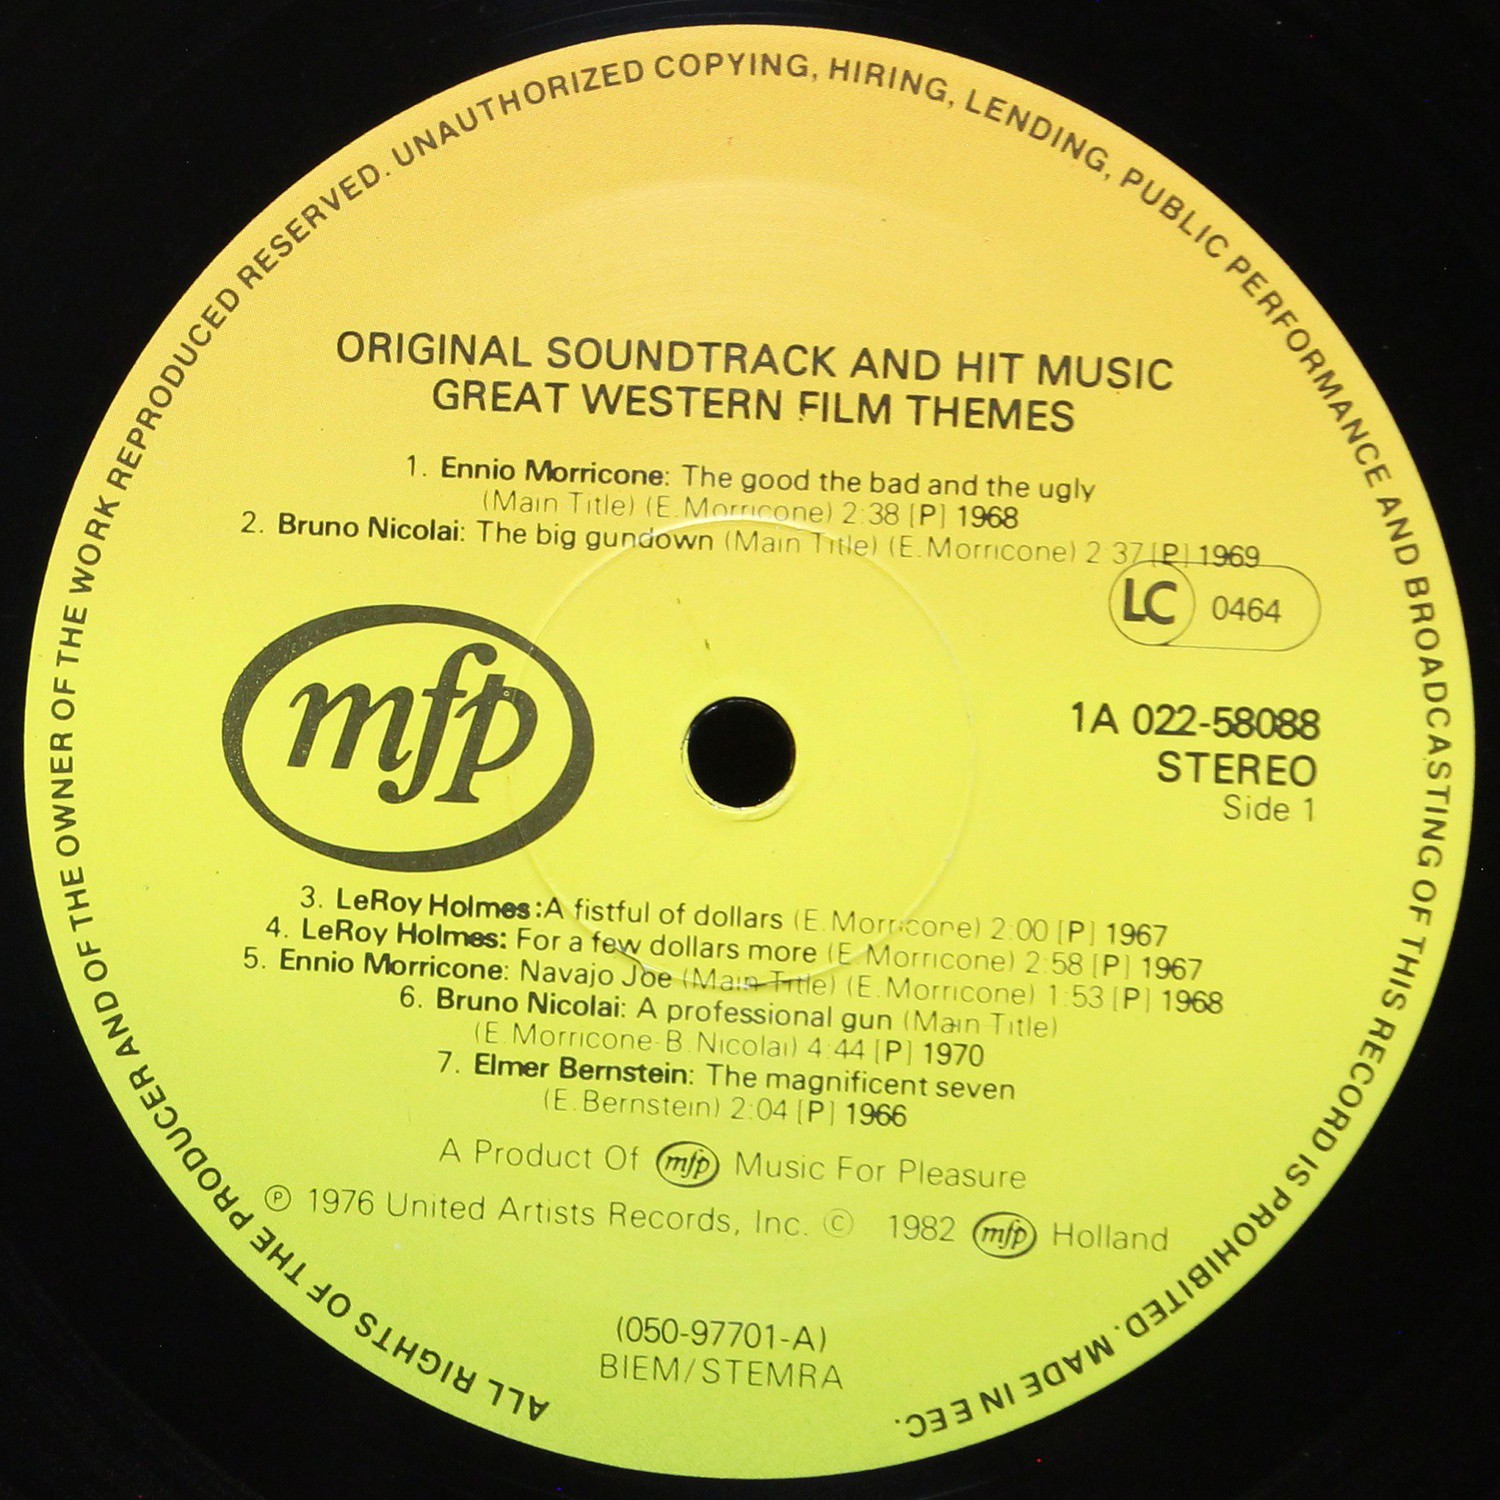 ALL RIGHTS OF THE PRODUCER AND OF THE OWNER OF THE WORK REPRODUCED RESERVED. UNAUTHORIZED COPYING, HIRING, LENDING, PUBLIC PERFORMANCE AND BROADCASTING OF THIS RECORD IS PROHIBITED. MADE IN EEC.
ORIGINAL SOUNDTRACK AND HIT MUSIC
GREAT WESTERN FILM THEMES
1. Ennio Morricone: The good the bad and the ugly
(Main Title) (E. Morricone) 2:38 [P] 1968
2. Bruno Nicolai: The big gundown (Main Title) (E. Morricone) 2:37 [P] 1969
LC 0464
mfp
1A 022-58088
STEREO
Side 1
3. LeRoy Holmes: A fistful of dollars (E. Morricone) 2:00 [P] 1967
4. LeRoy Holmes: For a few dollars more (E. Morricone) 2:58 [P] 1967
5. Ennio Morricone: Navajo Joe (Main Title) (E. Morricone) 1:53 [P] 1968
6. Bruno Nicolai: A professional gun (Main Title)
(E. Morricone-B. Nicolai) 4:44 [P] 1970
7. Elmer Bernstein: The magnificent seven
(E. Bernstein) 2:04 [P] 1966
A Product Of mfp Music For Pleasure
℗ 1976 United Artists Records, Inc. © 1982 mfp Holland
(050-97701-A)
BIEM/STEMRA